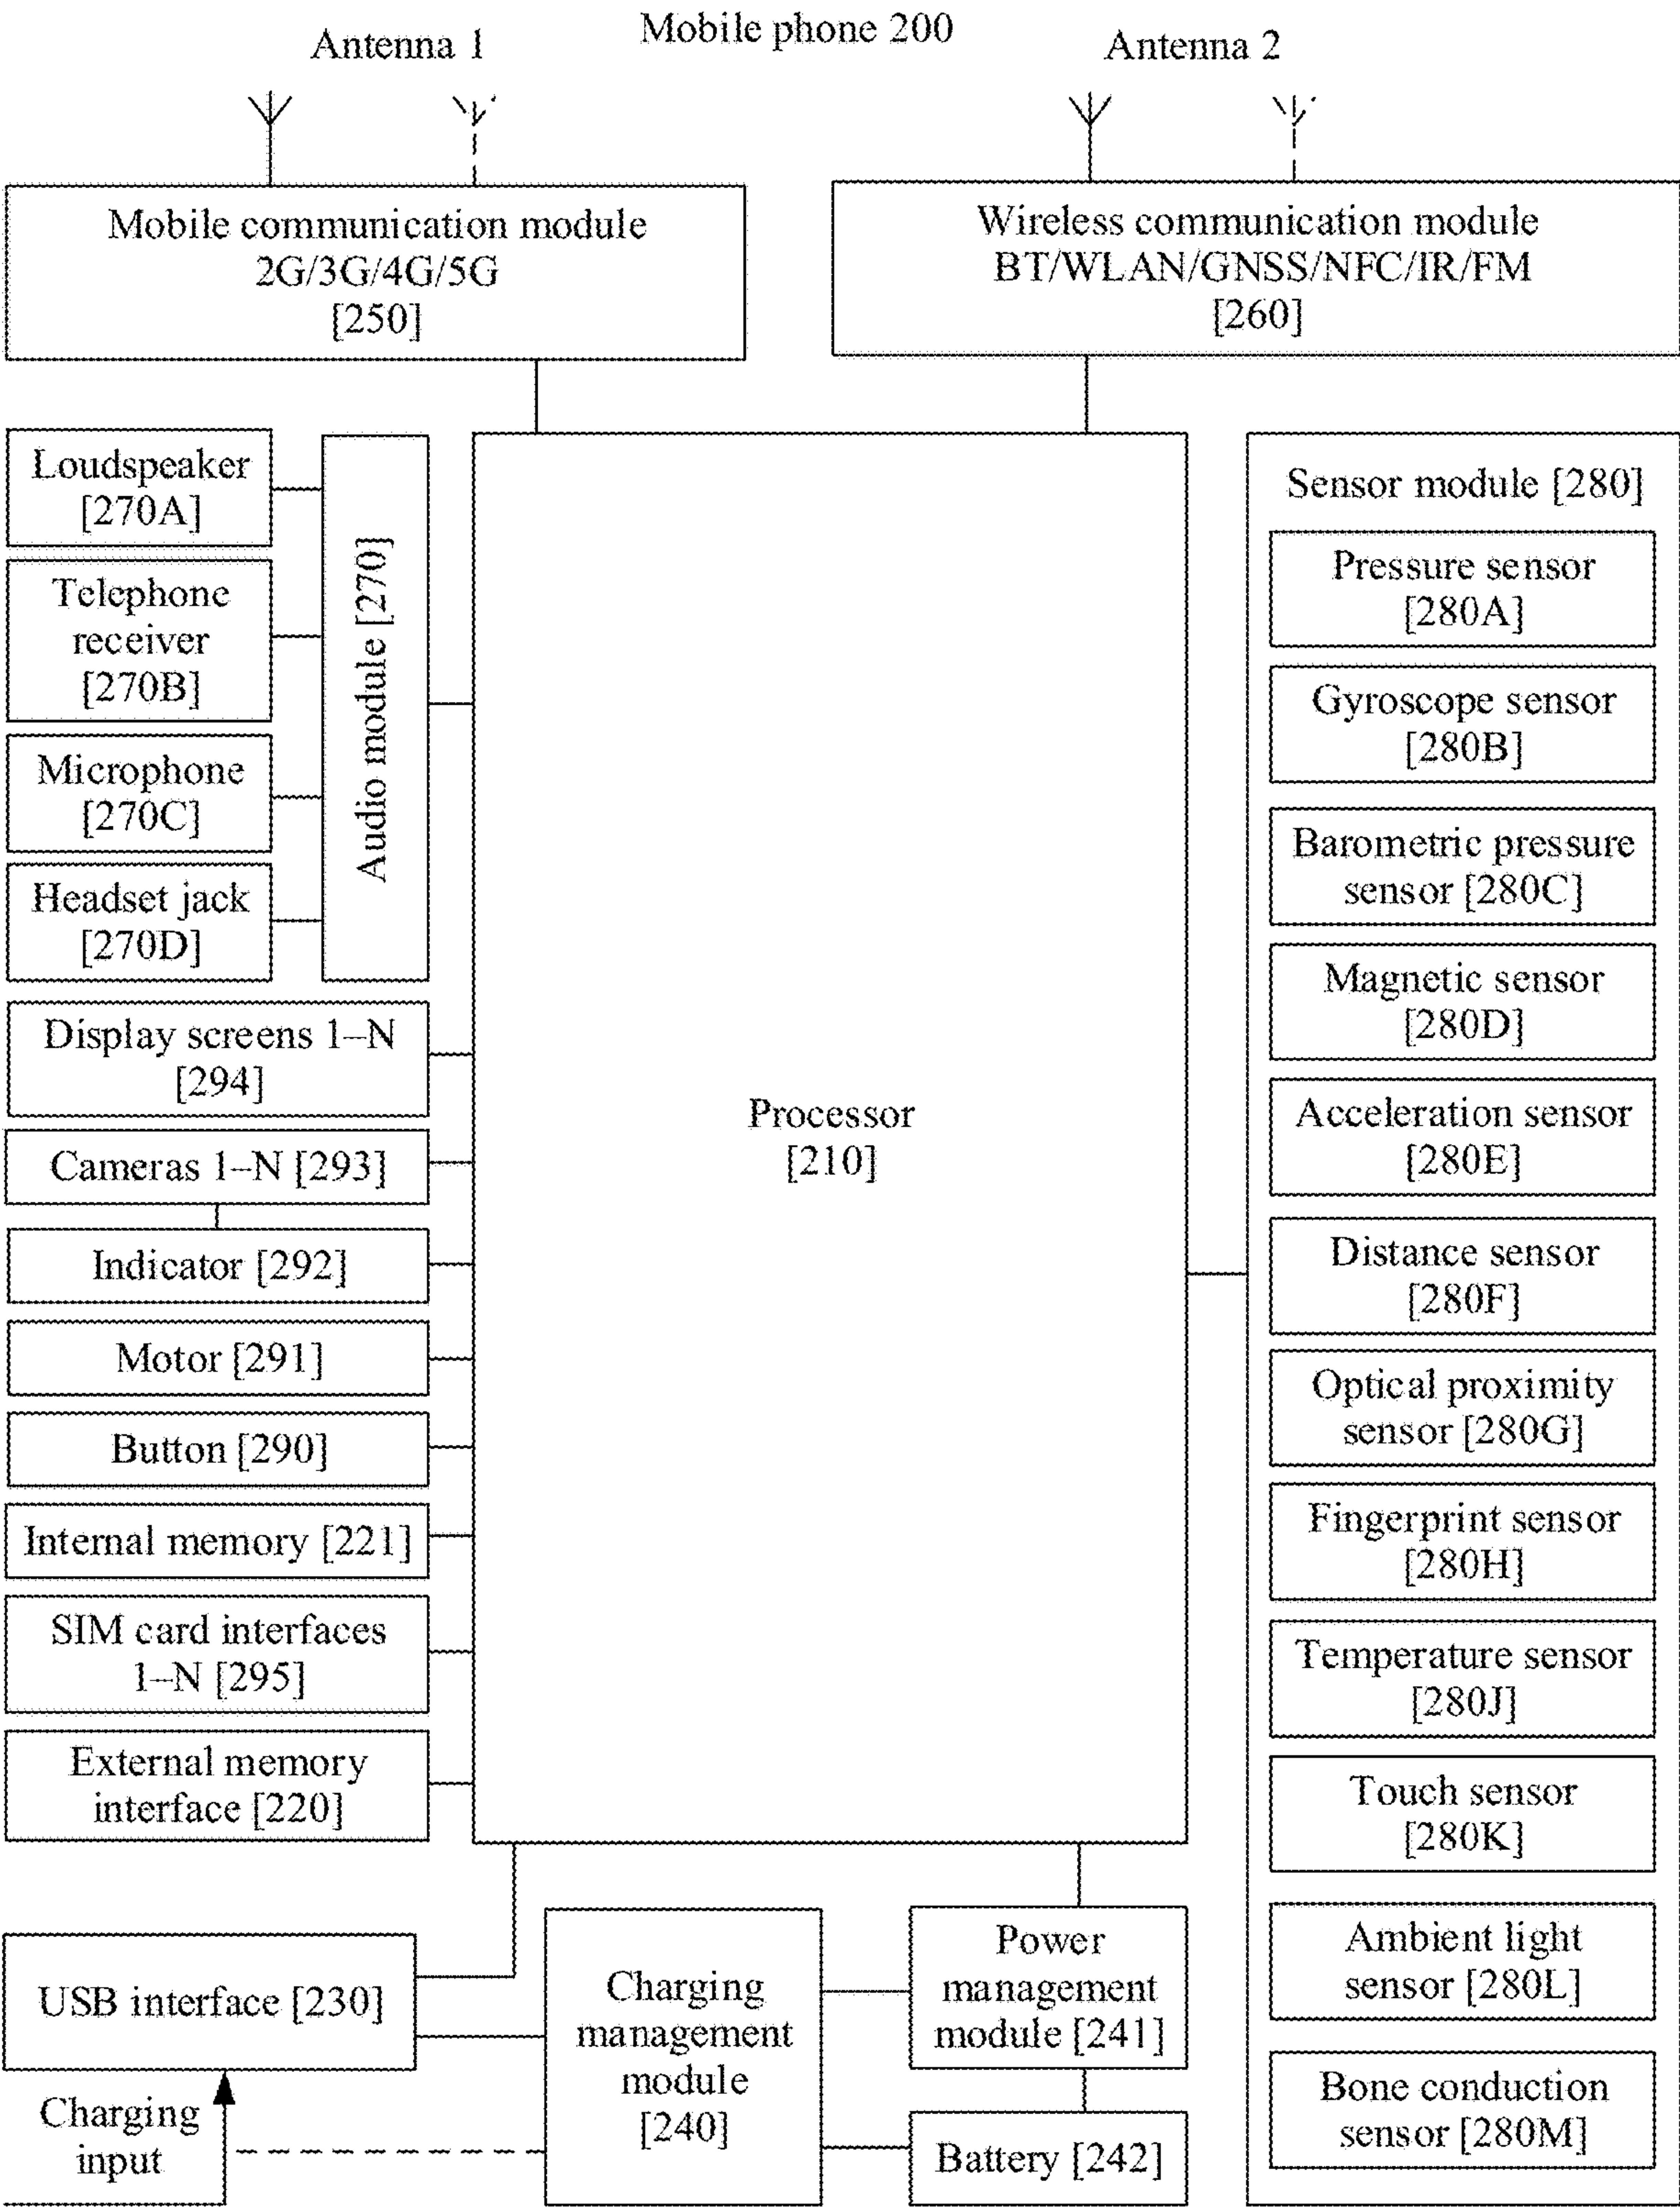 Mobile phone 200
Antenna 1
Antenna 2
Mobile communication module
2G/3G/4G/5G
[250]
Wireless communication module
BT/WLAN/GNSS/NFC/IR/FM
[260]
Loudspeaker
[270A]
Telephone
receiver
[270B]
Microphone
[270C]
Headset jack
[270D]
Audio module [270]
Display screens 1–N
[294]
Cameras 1–N [293]
Indicator [292]
Motor [291]
Button [290]
Internal memory [221]
SIM card interfaces
1–N [295]
External memory
interface [220]
Processor
[210]
Sensor module [280]
Pressure sensor
[280A]
Gyroscope sensor
[280B]
Barometric pressure
sensor [280C]
Magnetic sensor
[280D]
Acceleration sensor
[280E]
Distance sensor
[280F]
Optical proximity
sensor [280G]
Fingerprint sensor
[280H]
Temperature sensor
[280J]
Touch sensor
[280K]
Ambient light
sensor [280L]
Bone conduction
sensor [280M]
USB interface [230]
Charging
input
Charging
management
module
[240]
Power
management
module [241]
Battery [242]